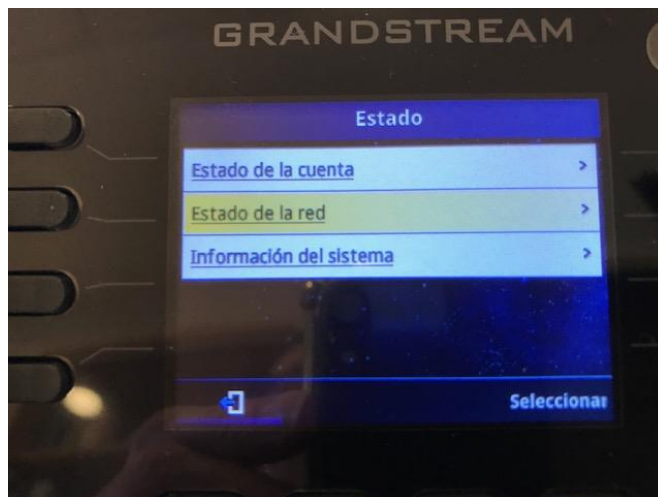 GRANDSTREAM
Estado
Estado de la cuenta >
Estado de la red >
Información del sistema >
Seleccionar